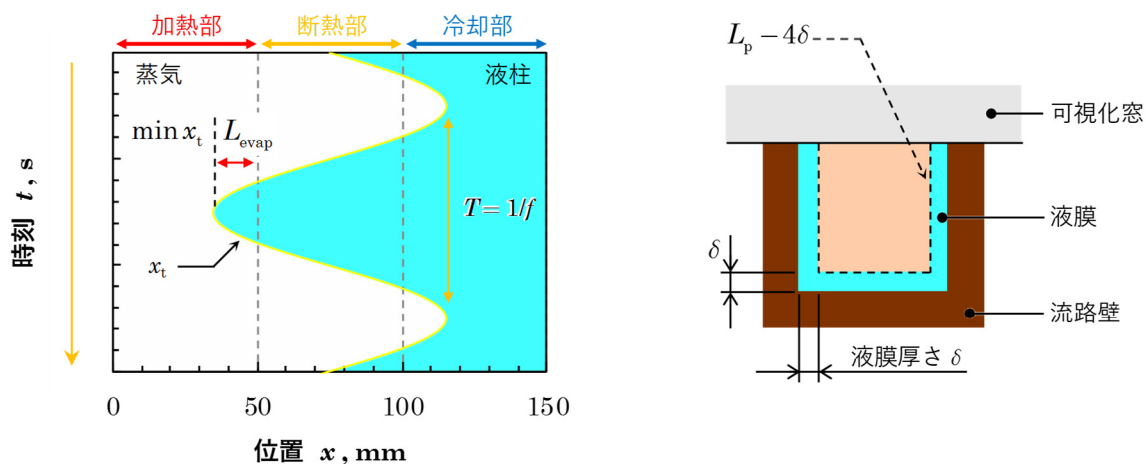 加熱部 断熱部 冷却部
蒸気 液柱
min xt Levap
T = 1/f
xt
時刻 t , s
0 50 100 150
位置 x , mm
Lp − 4δ
可視化窓
液膜
δ
流路壁
液膜厚さ δ